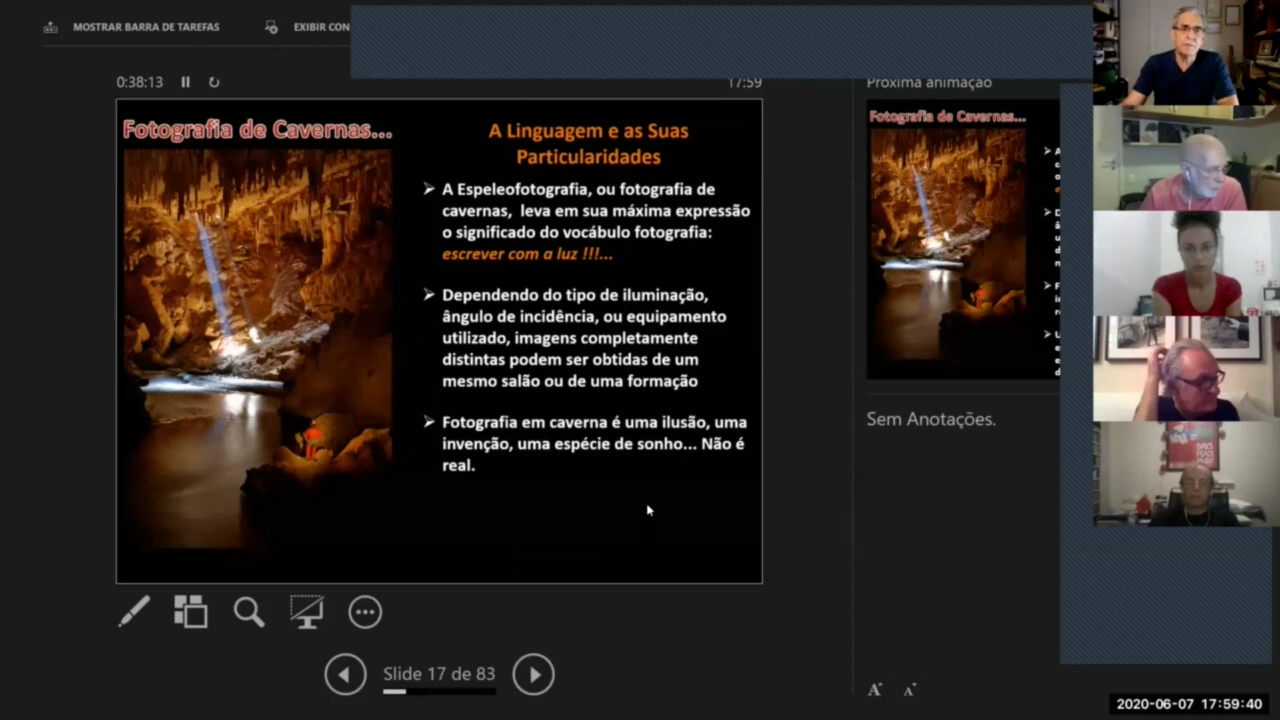 MOSTRAR BARRA DE TAREFAS
EXIBIR CON
0:38:13
17:59
Próxima animação
Fotografia de Cavernas...
A Linguagem e as Suas
Particularidades
➢ A Espeleofotografia, ou fotografia de
cavernas, leva em sua máxima expressão
o significado do vocábulo fotografia:
escrever com a luz !!!...
➢ Dependendo do tipo de iluminação,
ângulo de incidência, ou equipamento
utilizado, imagens completamente
distintas podem ser obtidas de um
mesmo salão ou de uma formação
➢ Fotografia em caverna é uma ilusão, uma
invenção, uma espécie de sonho... Não é
real.
Fotografia de Cavernas...
Sem Anotações.
Slide 17 de 83
2020-06-07 17:59:40